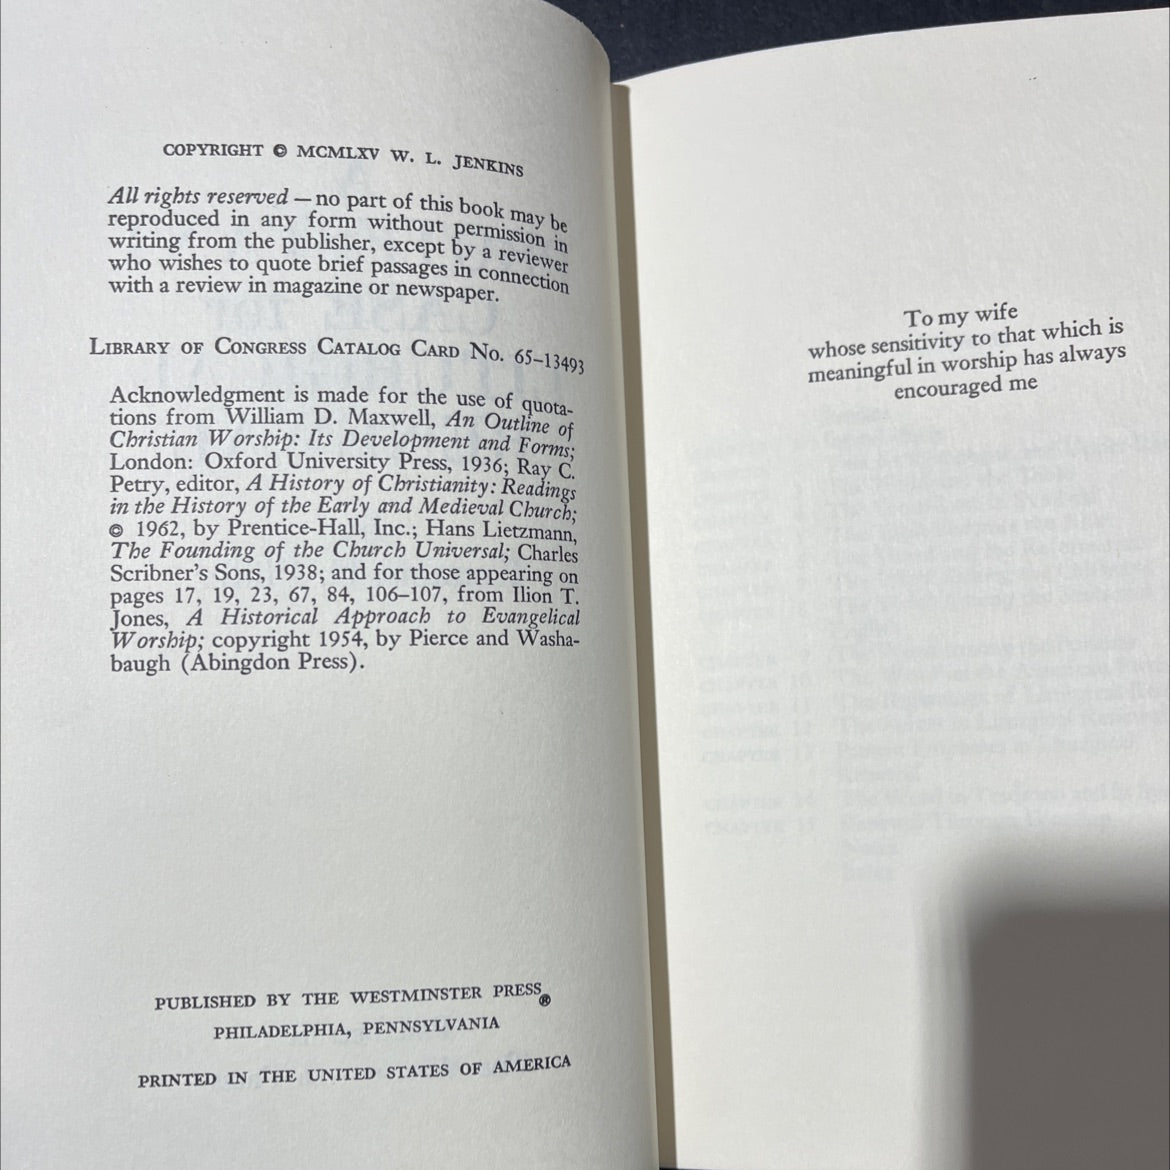 COPYRIGHT © MCMLXV W. L. JENKINS
All rights reserved — no part of this book may be
reproduced in any form without permission in
writing from the publisher, except by a reviewer
who wishes to quote brief passages in connection
with a review in magazine or newspaper.
LIBRARY OF CONGRESS CATALOG CARD NO. 65–13493
Acknowledgment is made for the use of quota-
tions from William D. Maxwell, An Outline of
Christian Worship: Its Development and Forms;
London: Oxford University Press, 1936; Ray C.
Petry, editor, A History of Christianity: Readings
in the History of the Early and Medieval Church;
© 1962, by Prentice-Hall, Inc.; Hans Lietzmann,
The Founding of the Church Universal; Charles
Scribner's Sons, 1938; and for those appearing on
pages 17, 19, 23, 67, 84, 106–107, from Ilion T.
Jones, A Historical Approach to Evangelical
Worship; copyright 1954, by Pierce and Washa-
baugh (Abingdon Press).
PUBLISHED BY THE WESTMINSTER PRESS®
PHILADELPHIA, PENNSYLVANIA
PRINTED IN THE UNITED STATES OF AMERICA
To my wife
whose sensitivity to that which is
meaningful in worship has always
encouraged me